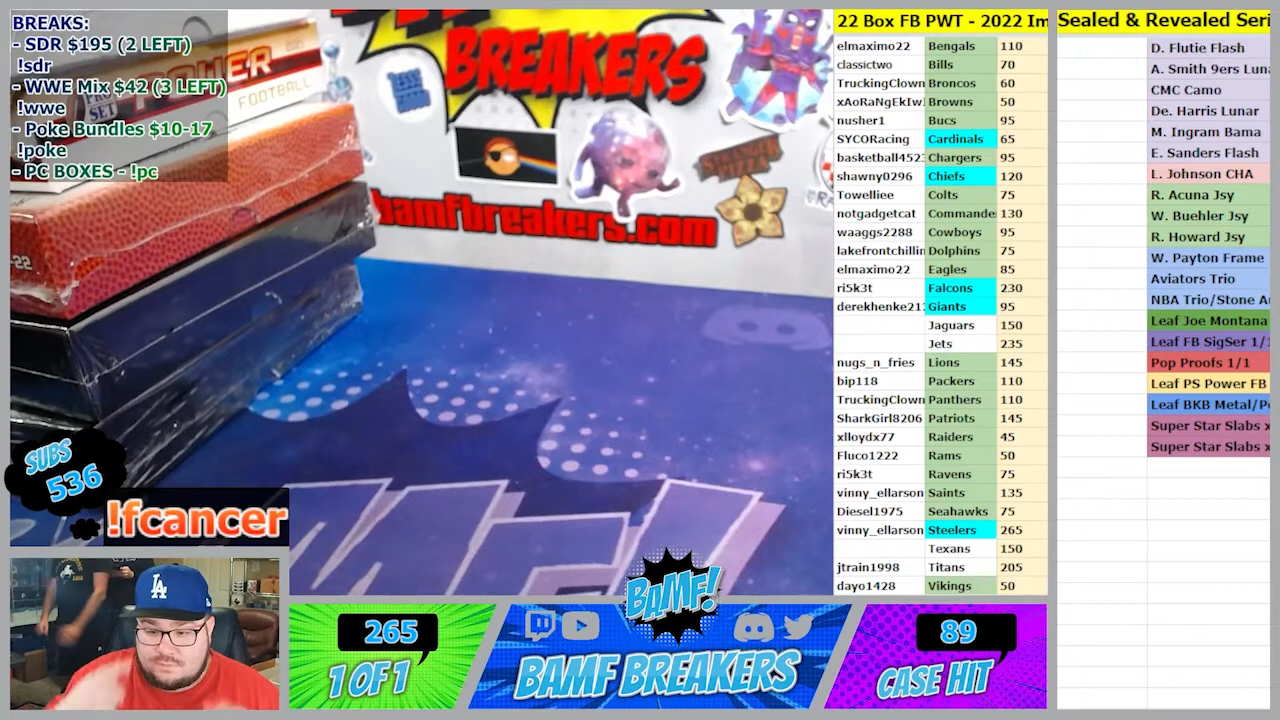 BREAKS:
- SDR $195 (2 LEFT)
!sdr
- WWE Mix $42 (3 LEFT)
!wwe
- Poke Bundles $10-17
!poke
- PC BOXES - !pc
PRO SET
FOOTBALL
BREAKERS
bamfbreakers.com
SUBS
536
!fcancer
LA
22 Box FB PWT - 2022 Im
elmaximo22 Bengals 110
classictwo Bills 70
TruckingClown Broncos 60
xAoRaNgEkIw Browns 50
nusher1 Bucs 95
SYCORacing Cardinals 65
basketball452 Chargers 95
shawny0296 Chiefs 120
Towelliee Colts 75
notgadgetcat Commande 130
waaggs2288 Cowboys 95
lakefrontchillin Dolphins 75
elmaximo22 Eagles 85
ri5k3t Falcons 230
derekhenke21 Giants 95
Jaguars 150
Jets 235
nugs_n_fries Lions 145
bip118 Packers 110
TruckingClown Panthers 110
SharkGirl8206 Patriots 145
xlloydx77 Raiders 45
Fluco1222 Rams 50
ri5k3t Ravens 75
vinny_ellarson Saints 135
Diesel1975 Seahawks 75
vinny_ellarson Steelers 265
Texans 150
jtrain1998 Titans 205
dayo1428 Vikings 50
Sealed & Revealed Seri
D. Flutie Flash
A. Smith 9ers Luna
CMC Camo
De. Harris Lunar
M. Ingram Bama
E. Sanders Flash
L. Johnson CHA
R. Acuna Jsy
W. Buehler Jsy
R. Howard Jsy
W. Payton Frame
Aviators Trio
NBA Trio/Stone A
Leaf Joe Montana
Leaf FB SigSer 1/
Pop Proofs 1/1
Leaf PS Power FB
Leaf BKB Metal/P
Super Star Slabs x
Super Star Slabs x
265
1 OF 1
BAMF!
BAMF BREAKERS
89
CASE HIT